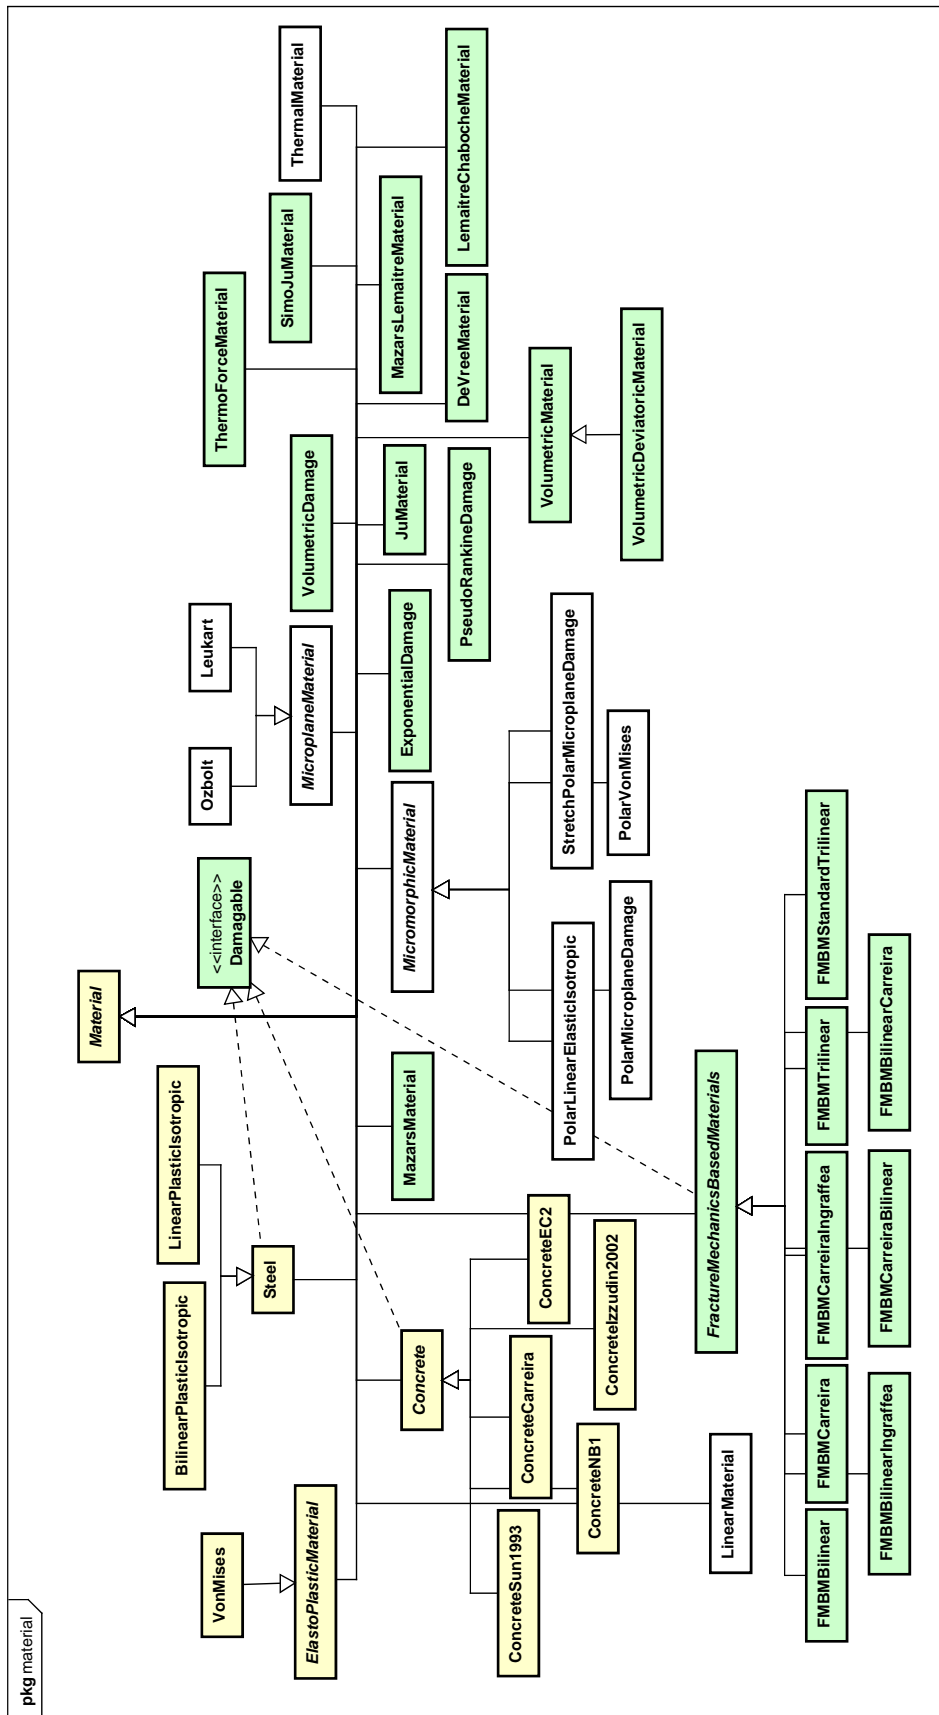 pkg material
Material
BilinearPlasticIsotropic
LinearPlasticIsotropic
VonMises
<<interface>>
Damagable
Ozbolt
Leukart
ThermoForceMaterial
Steel
SimoJuMaterial
ThermalMaterial
ElastoPlasticMaterial
MicroplaneMaterial
VolumetricDamage
Concrete
MazarsMaterial
MicromorphicMaterial
ExponentialDamage
JuMaterial
MazarsLemaitreMaterial
PseudoRankineDamage
DeVreeMaterial
LemaitreChabocheMaterial
ConcreteSun1993
ConcreteCarreira
ConcreteEC2
VolumetricMaterial
ConcreteNB1
ConcreteIzzudin2002
PolarLinearElasticIsotropic
StretchPolarMicroplaneDamage
PolarMicroplaneDamage
PolarVonMises
VolumetricDeviatoricMaterial
LinearMaterial
FractureMechanicsBasedMaterials
FMBMBilinear
FMBMCarreira
FMBMCarreiraIngraffea
FMBMTrilinear
FMBMStandardTrilinear
FMBMBilinearIngraffea
FMBMCarreiraBilinear
FMBMBilinearCarreira